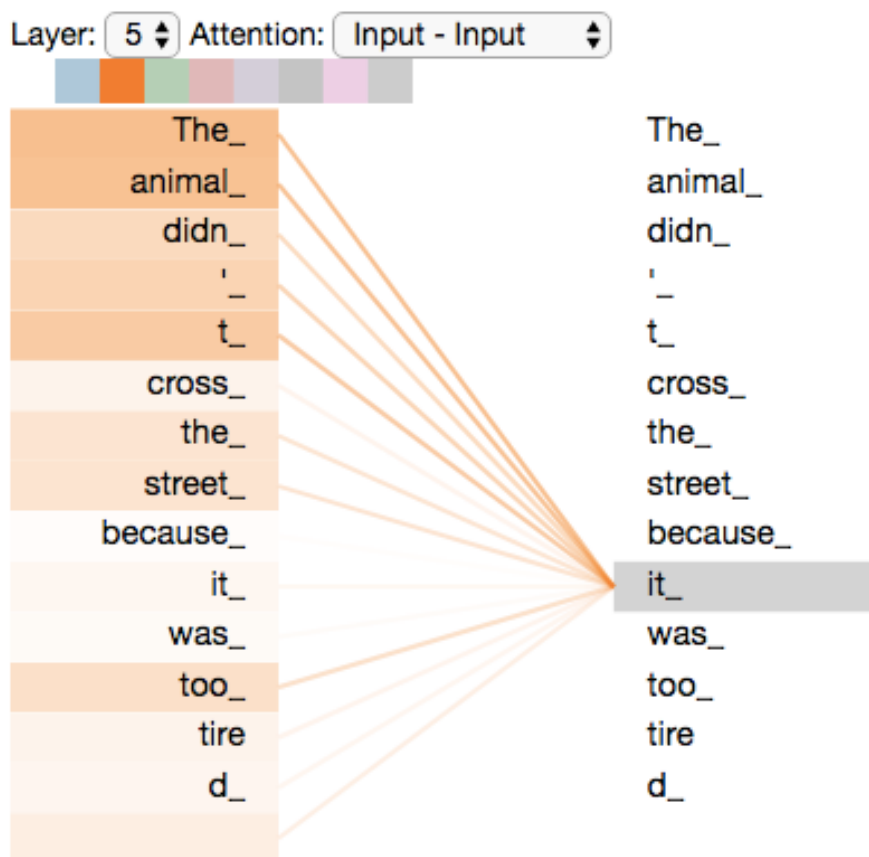 Layer: 5 Attention: Input - Input
The_ The_
animal_ animal_
didn_ didn_
'_ '_
t_ t_
cross_ cross_
the_ the_
street_ street_
because_ because_
it_ it_
was_ was_
too_ too_
tire tire
d_ d_